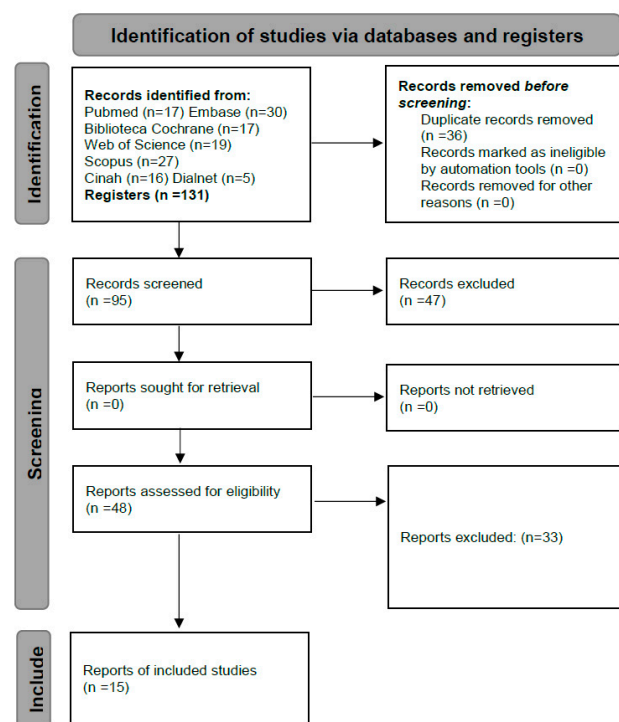 Identification of studies via databases and registers
Identification
Records identified from:
Pubmed (n=17) Embase (n=30)
Biblioteca Cochrane (n=17)
Web of Science (n=19)
Scopus (n=27)
Cinah (n=16) Dialnet (n=5)
Registers (n =131)
Records removed before
screening:
Duplicate records removed
(n =36)
Records marked as ineligible
by automation tools (n =0)
Records removed for other
reasons (n =0)
Screening
Records screened
(n =95)
Records excluded
(n =47)
Reports sought for retrieval
(n =0)
Reports not retrieved
(n =0)
Reports assessed for eligibility
(n =48)
Reports excluded: (n=33)
Include
Reports of included studies
(n =15)